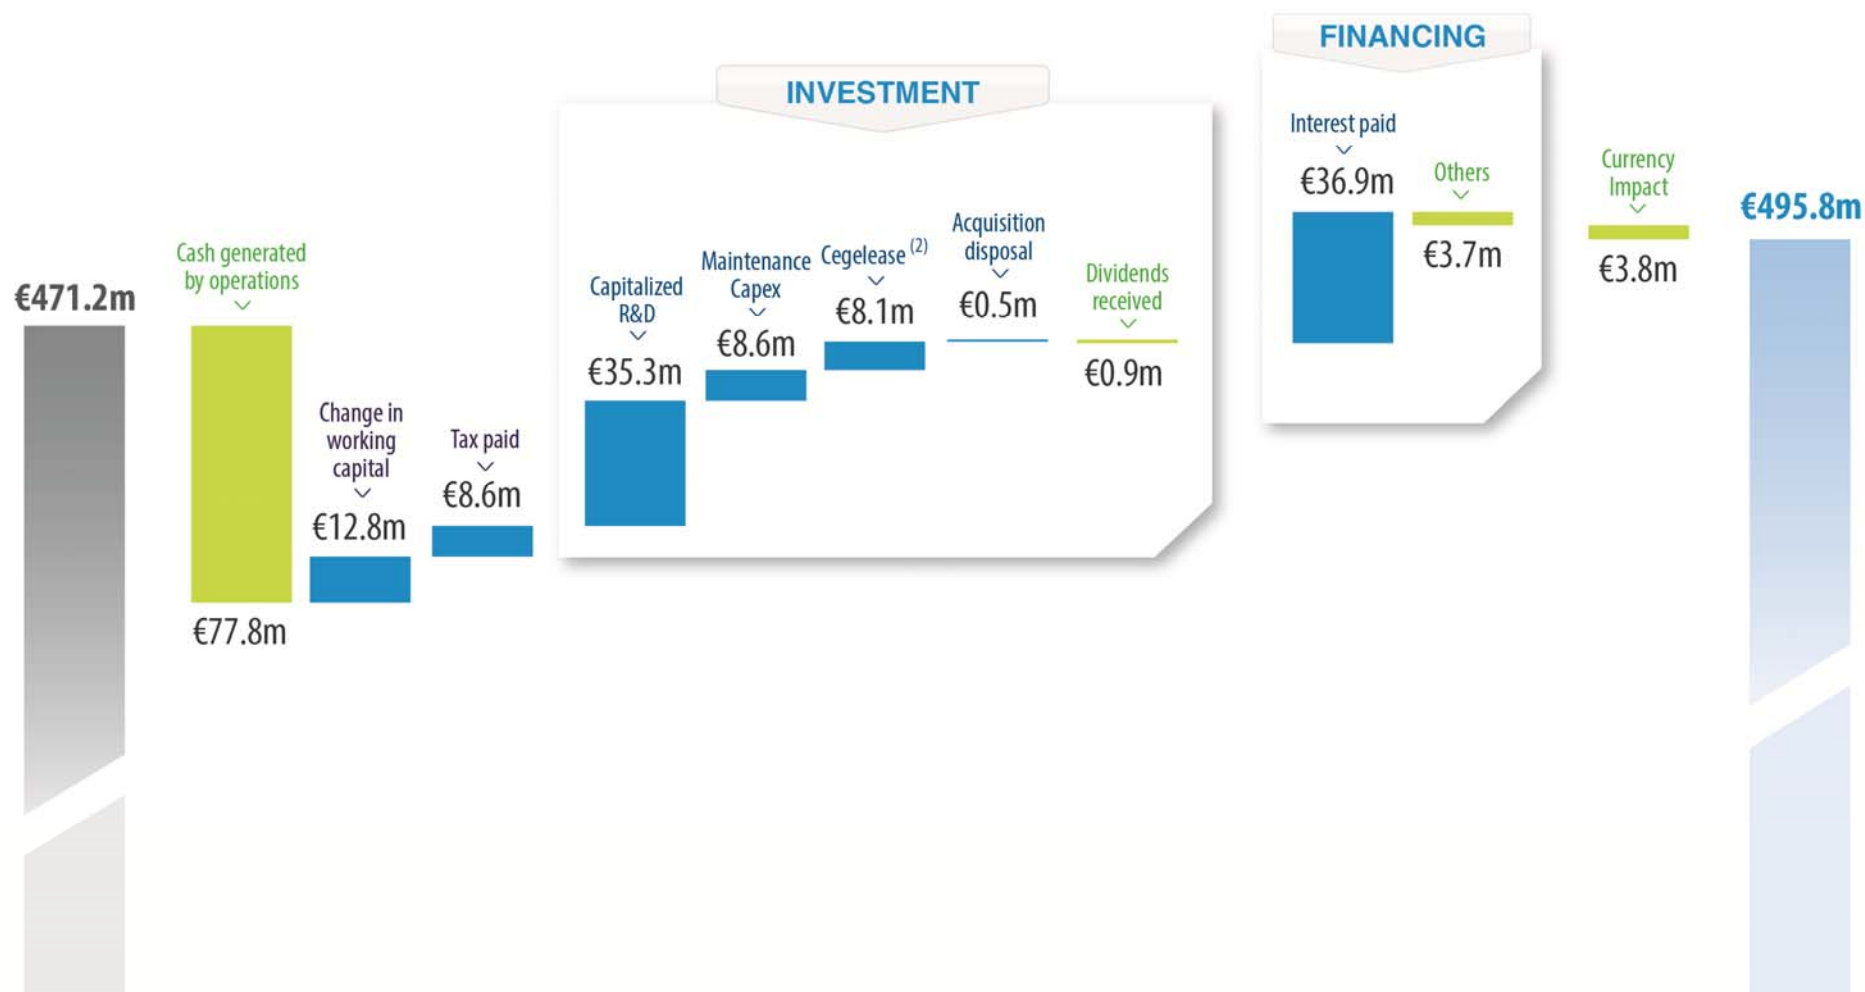 €471.2m
Cash generated
by operations
€77.8m
Change in
working
capital
€12.8m
Tax paid
€8.6m
INVESTMENT
Capitalized
R&D
€35.3m
Maintenance
Capex
€8.6m
Cegelease (2)
€8.1m
Acquisition
disposal
€0.5m
Dividends
received
€0.9m
FINANCING
Interest paid
€36.9m
Others
€3.7m
Currency
Impact
€3.8m
€495.8m